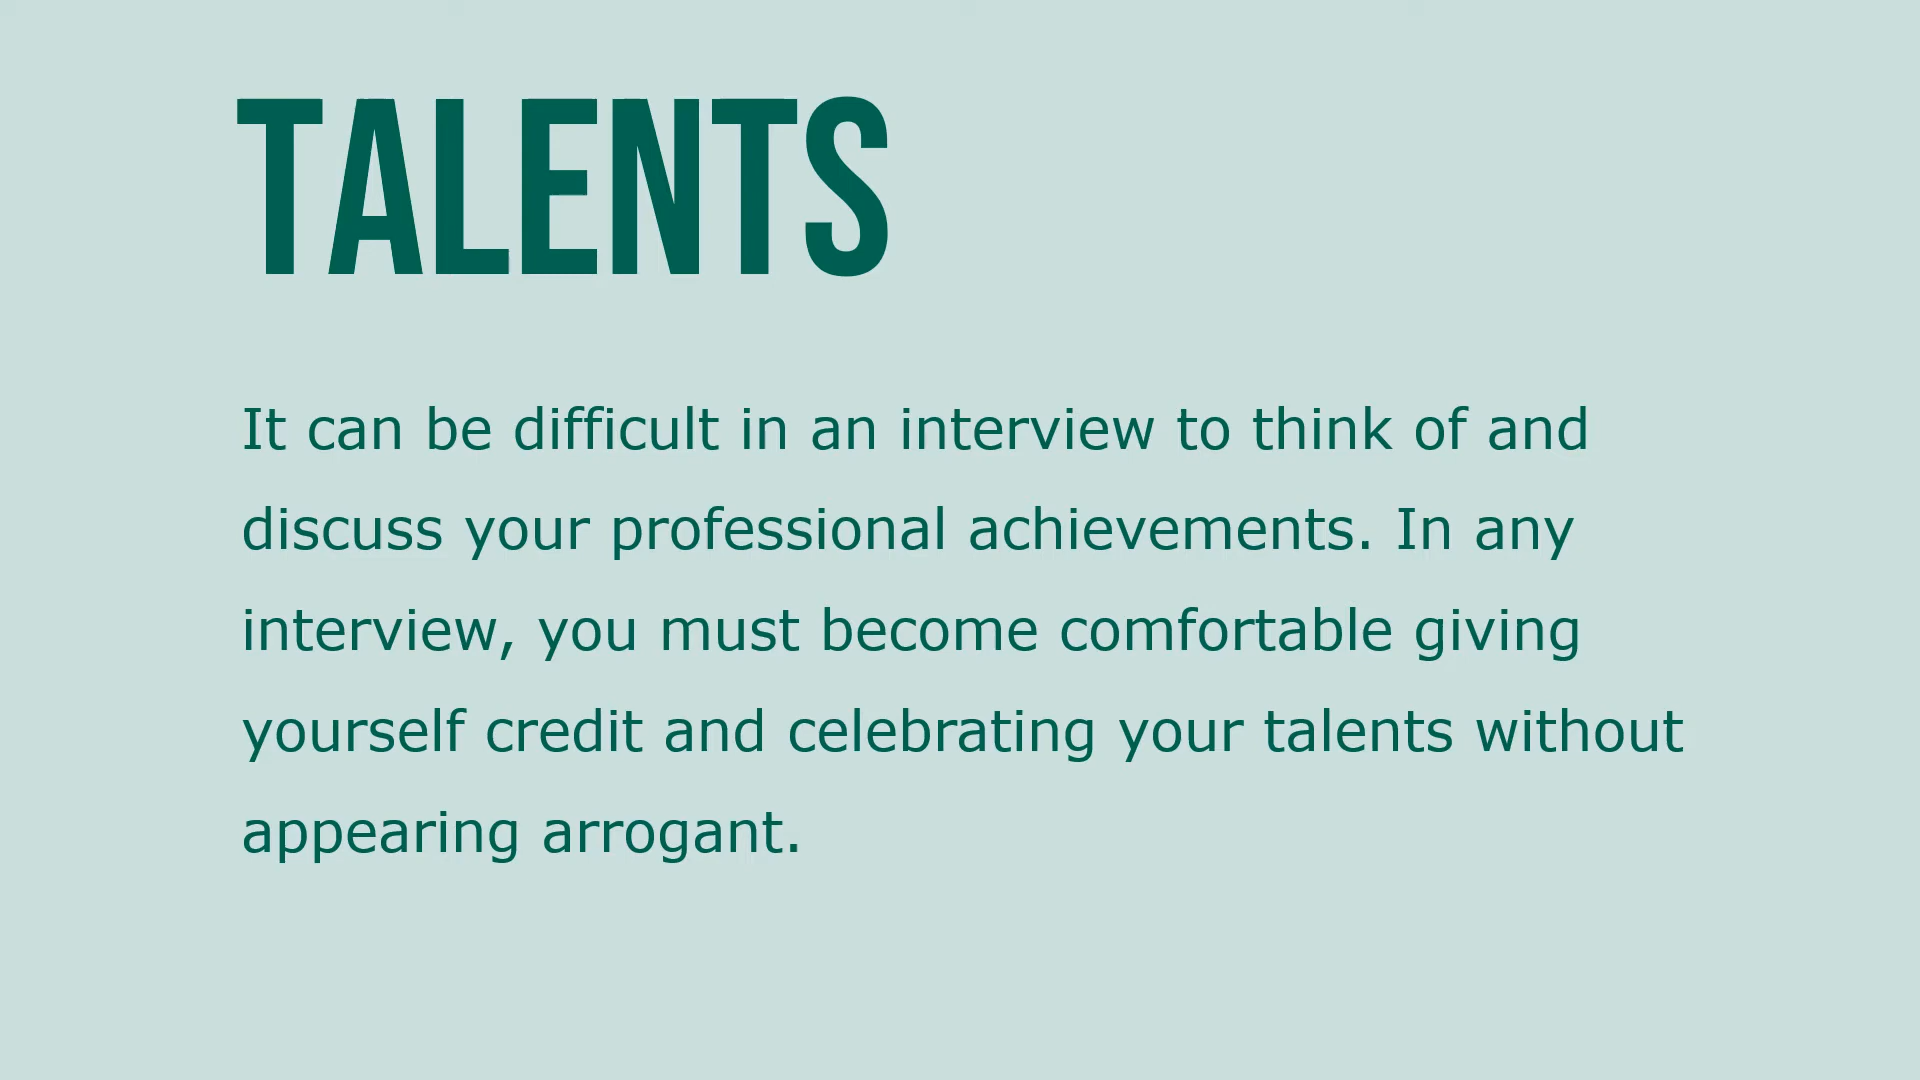 TALENTS
It can be difficult in an interview to think of and
discuss your professional achievements. In any
interview, you must become comfortable giving
yourself credit and celebrating your talents without
appearing arrogant.